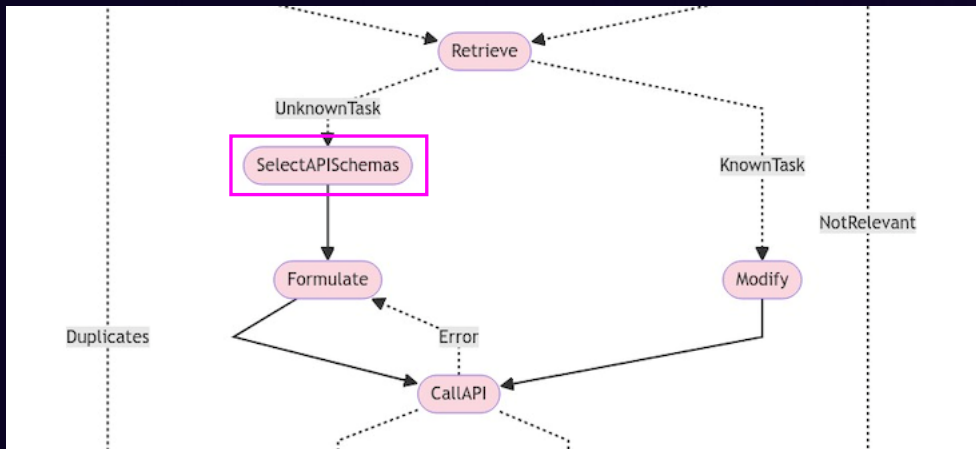 Retrieve
UnknownTask
SelectAPISchemas
KnownTask
NotRelevant
Formulate
Modify
Duplicates
Error
CallAPI